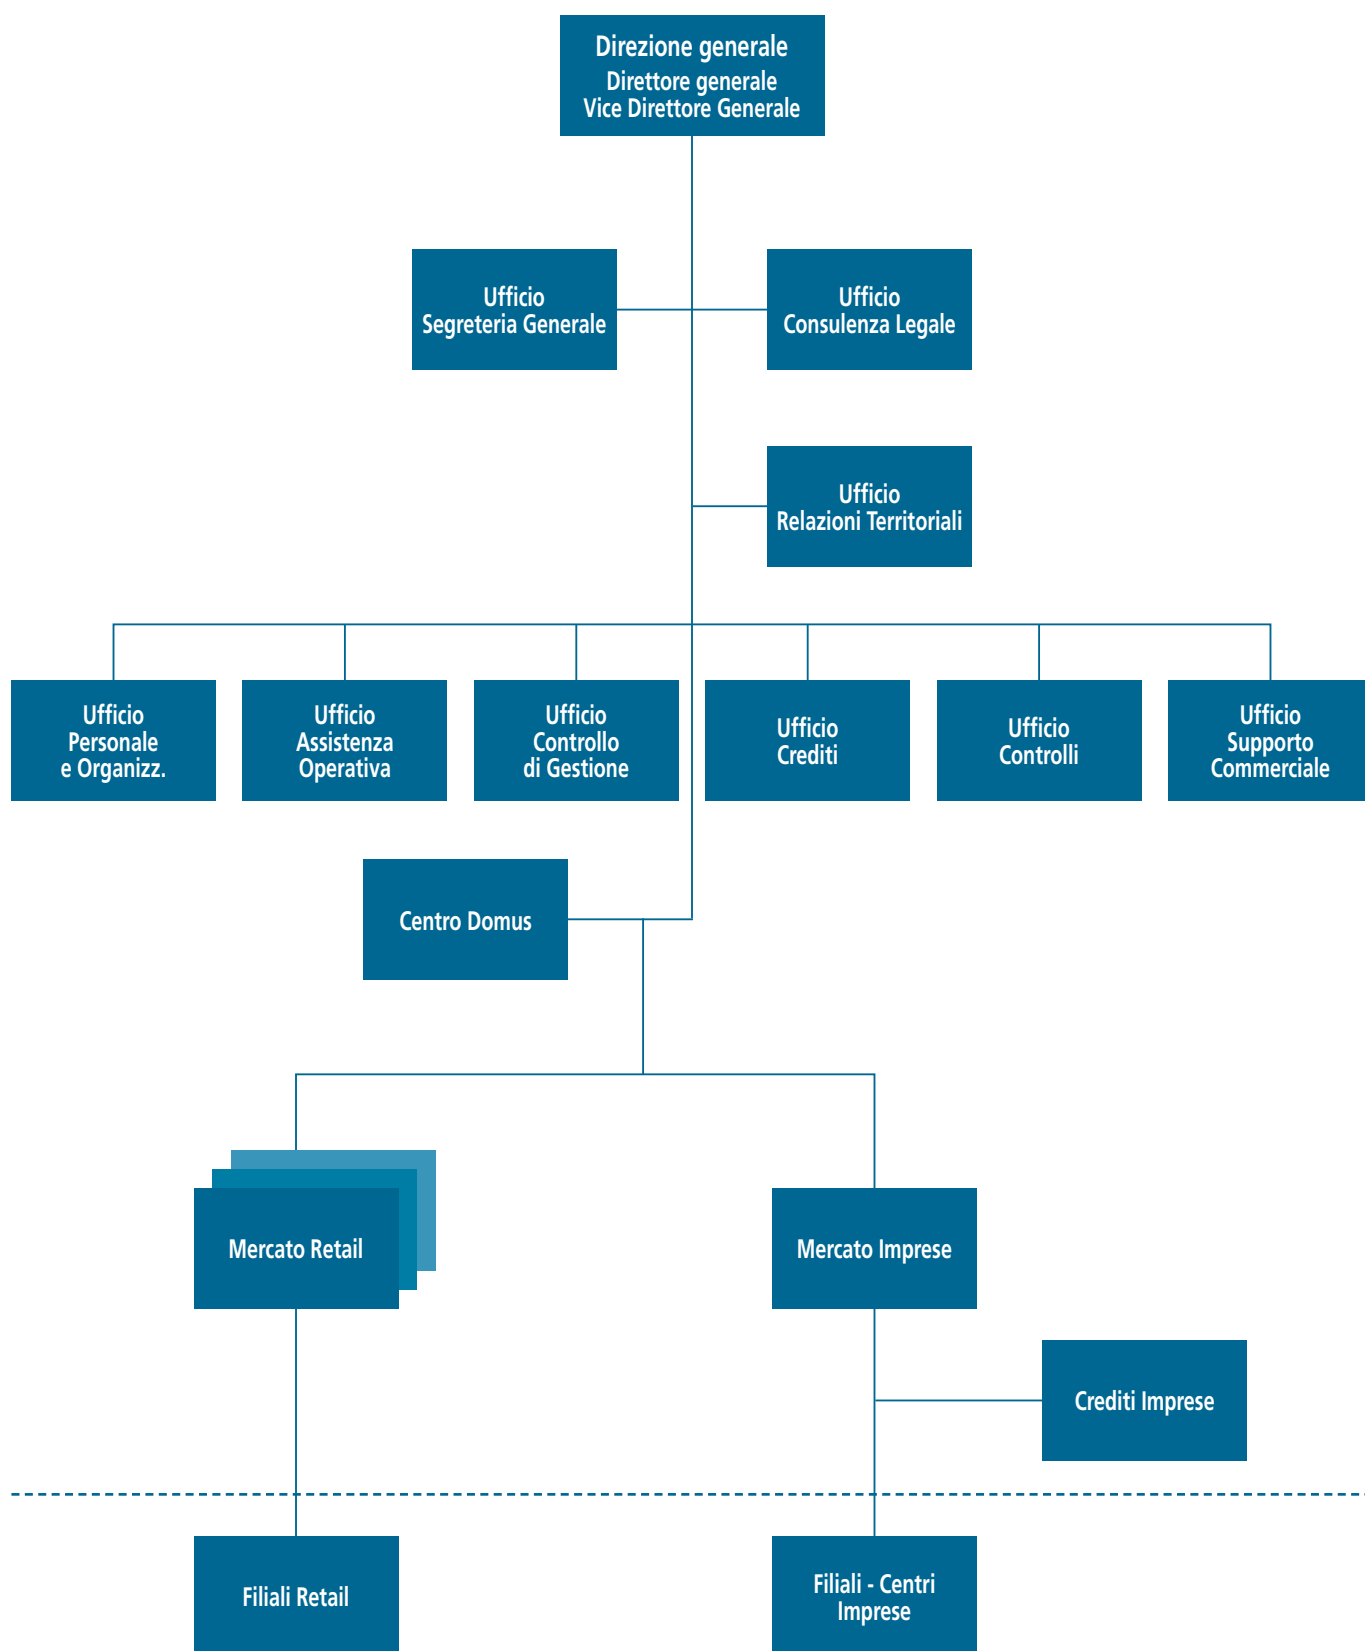 Direzione generale
Direttore generale
Vice Direttore Generale
Ufficio
Segreteria Generale
Ufficio
Consulenza Legale
Ufficio
Relazioni Territoriali
Ufficio
Personale
e Organizz.
Ufficio
Assistenza
Operativa
Ufficio
Controllo
di Gestione
Ufficio
Crediti
Ufficio
Controlli
Ufficio
Supporto
Commerciale
Centro Domus
Mercato Retail
Mercato Imprese
Crediti Imprese
Filiali Retail
Filiali - Centri
Imprese